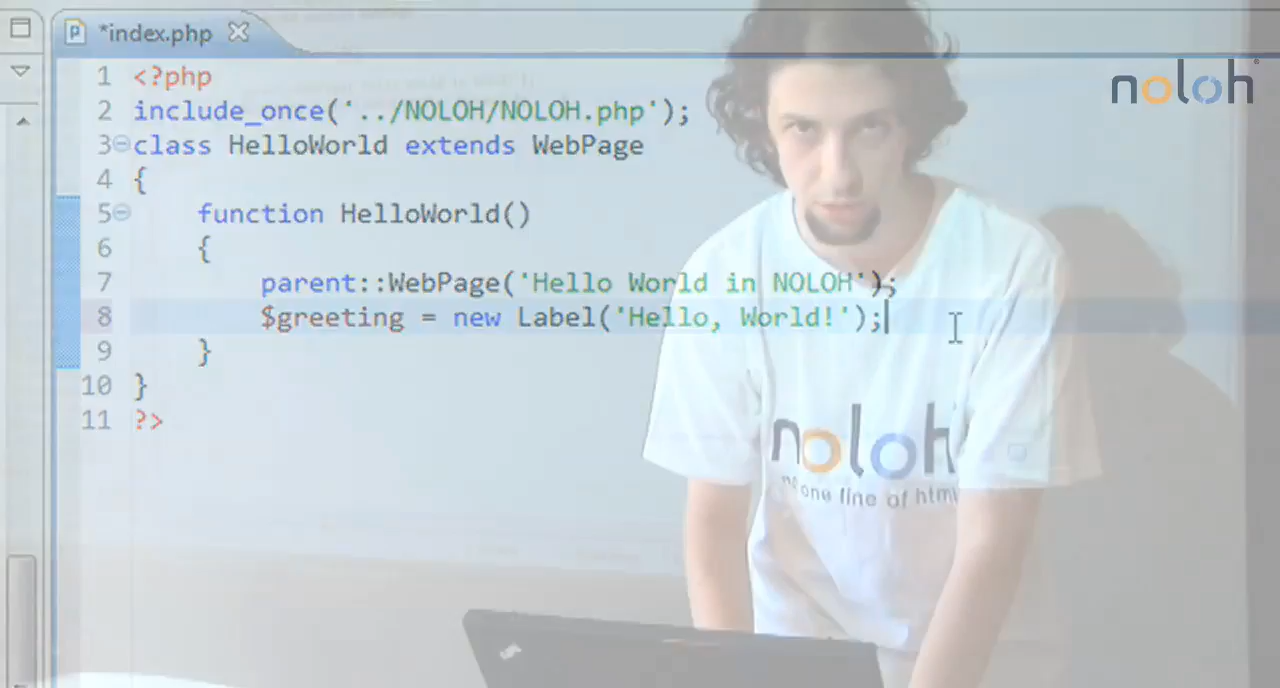 *index.php
noloh
1 <?php
2 include_once('../NOLOH/NOLOH.php');
3 class HelloWorld extends WebPage
4 {
5 function HelloWorld()
6 {
7 parent::WebPage('Hello World in NOLOH');
8 $greeting = new Label('Hello, World!');
9 }
10 }
11 ?>
noloh
not one line of html